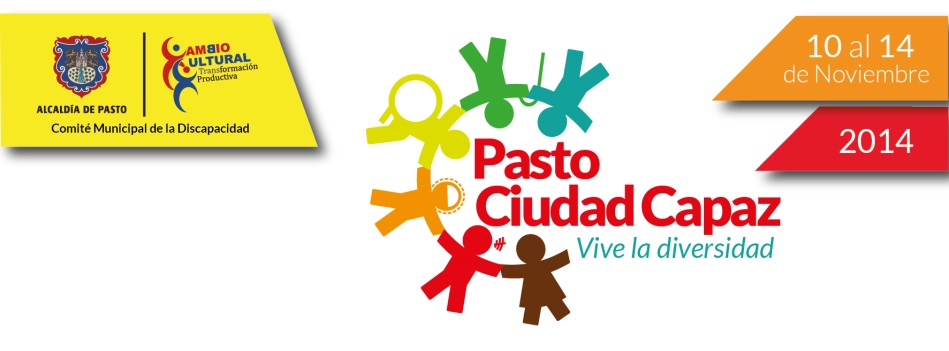 ALCALDÍA DE PASTO
CAMBIO
CULTURAL
Transformación
Productiva
Comité Municipal de la Discapacidad
Pasto
Ciudad Capaz
Vive la diversidad
10 al 14
de Noviembre
2014